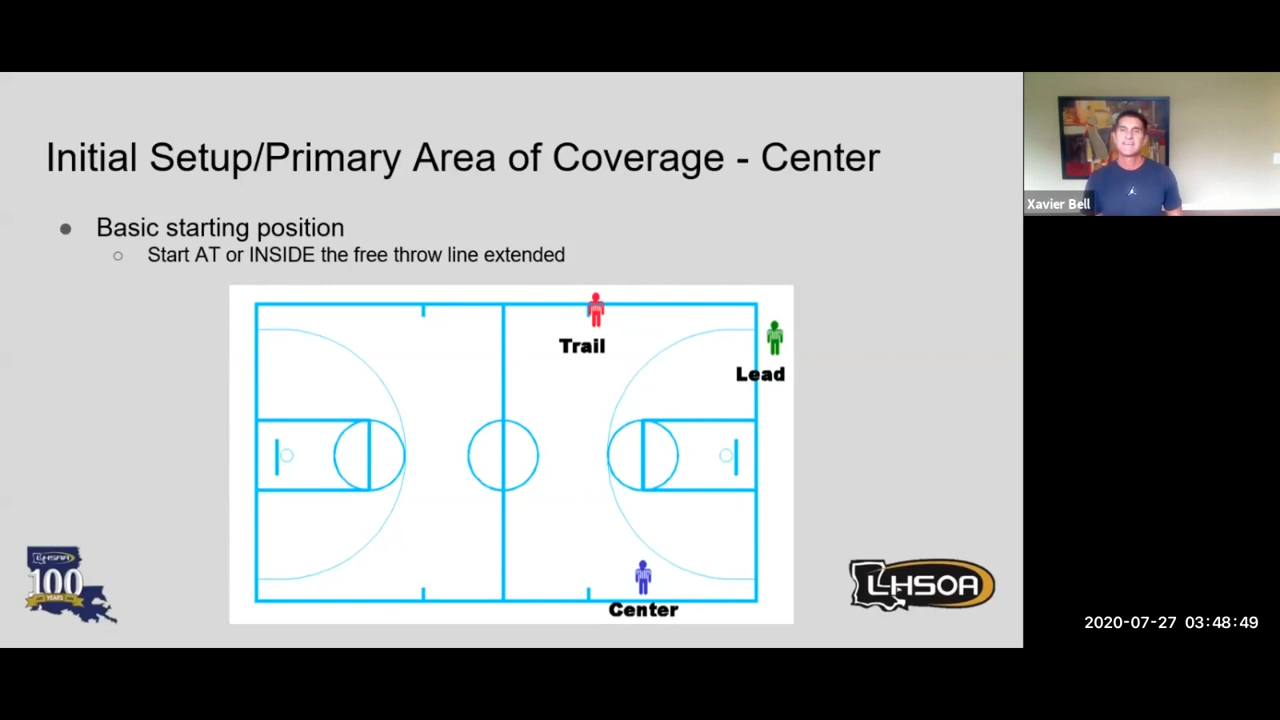 Initial Setup/Primary Area of Coverage - Center
Xavier Bell
● Basic starting position
○ Start AT or INSIDE the free throw line extended
Trail
Lead
Center
LHSAA
100
YEARS
LHSOA
2020-07-27 03:48:49